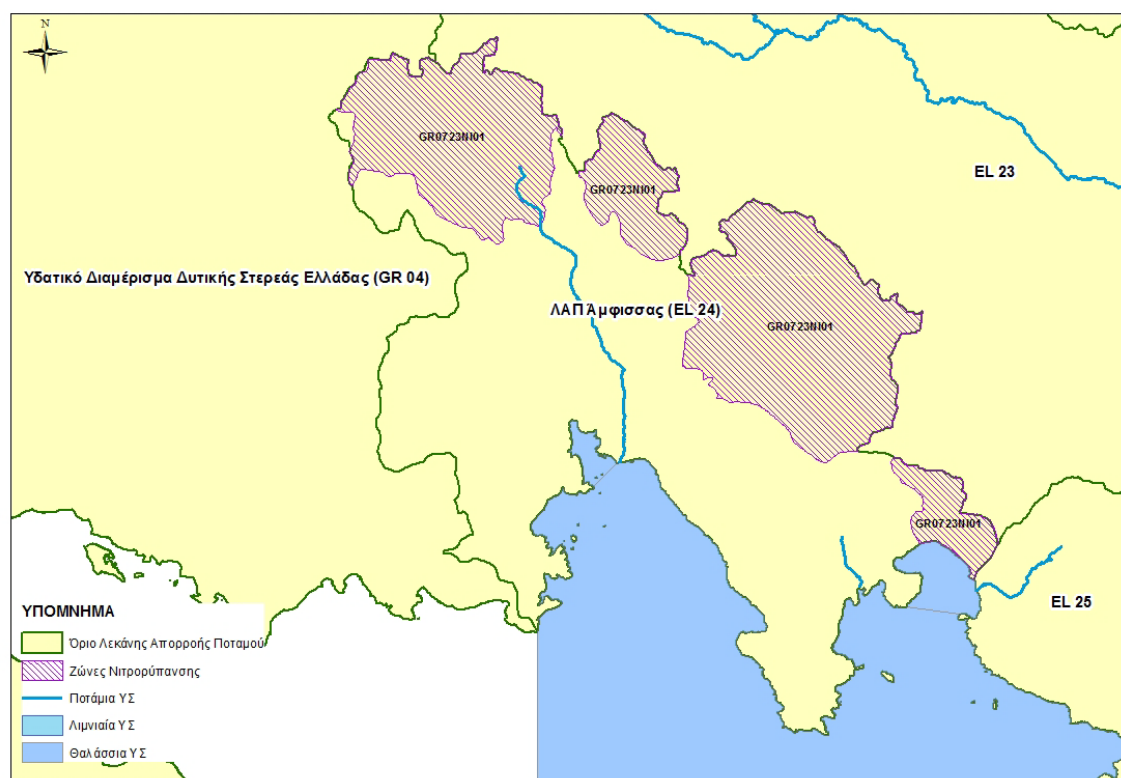 N
GR0723NI01
EL 23
GR0723NI01
Υδατικό Διαμέρισμα Δυτικής Στερεάς Ελλάδας (GR 04)
ΛΑΠ Άμφισσας (EL 24)
GR0723NI01
GR0723NI01
EL 25
ΥΠΟΜΝΗΜΑ
Όριο Λεκάνης Απορροής Ποταμού
Ζώνες Νιτρορύπανσης
Ποτάμια ΥΣ
Λιμνιαία ΥΣ
Θαλάσσια ΥΣ